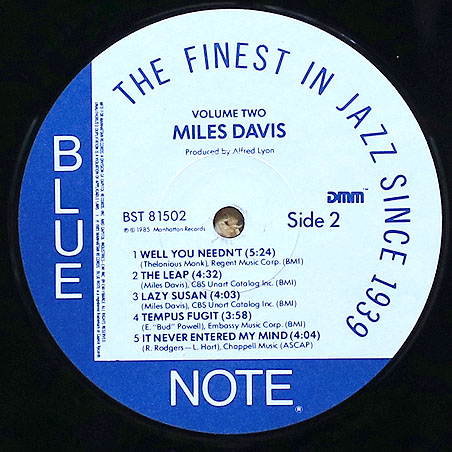 THE FINEST IN JAZZ SINCE 1939
BLUE
NOTE
®
VOLUME TWO
MILES DAVIS
Produced by Alfred Lyon
DMM™
BST 81502
Side 2
℗ © 1985 Manhattan Records
1 WELL YOU NEEDN'T (5:24)
(Thelonious Monk), Regent Music Corp. (BMI)
2 THE LEAP (4:32)
(Miles Davis), CBS Unart Catalog Inc. (BMI)
3 LAZY SUSAN (4:03)
(Miles Davis), CBS Unart Catalog Inc. (BMI)
4 TEMPUS FUGIT (3:58)
(E. "Bud" Powell), Embassy Music Corp. (BMI)
5 IT NEVER ENTERED MY MIND (4:04)
(R. Rodgers—L. Hart), Chappell Music (ASCAP)